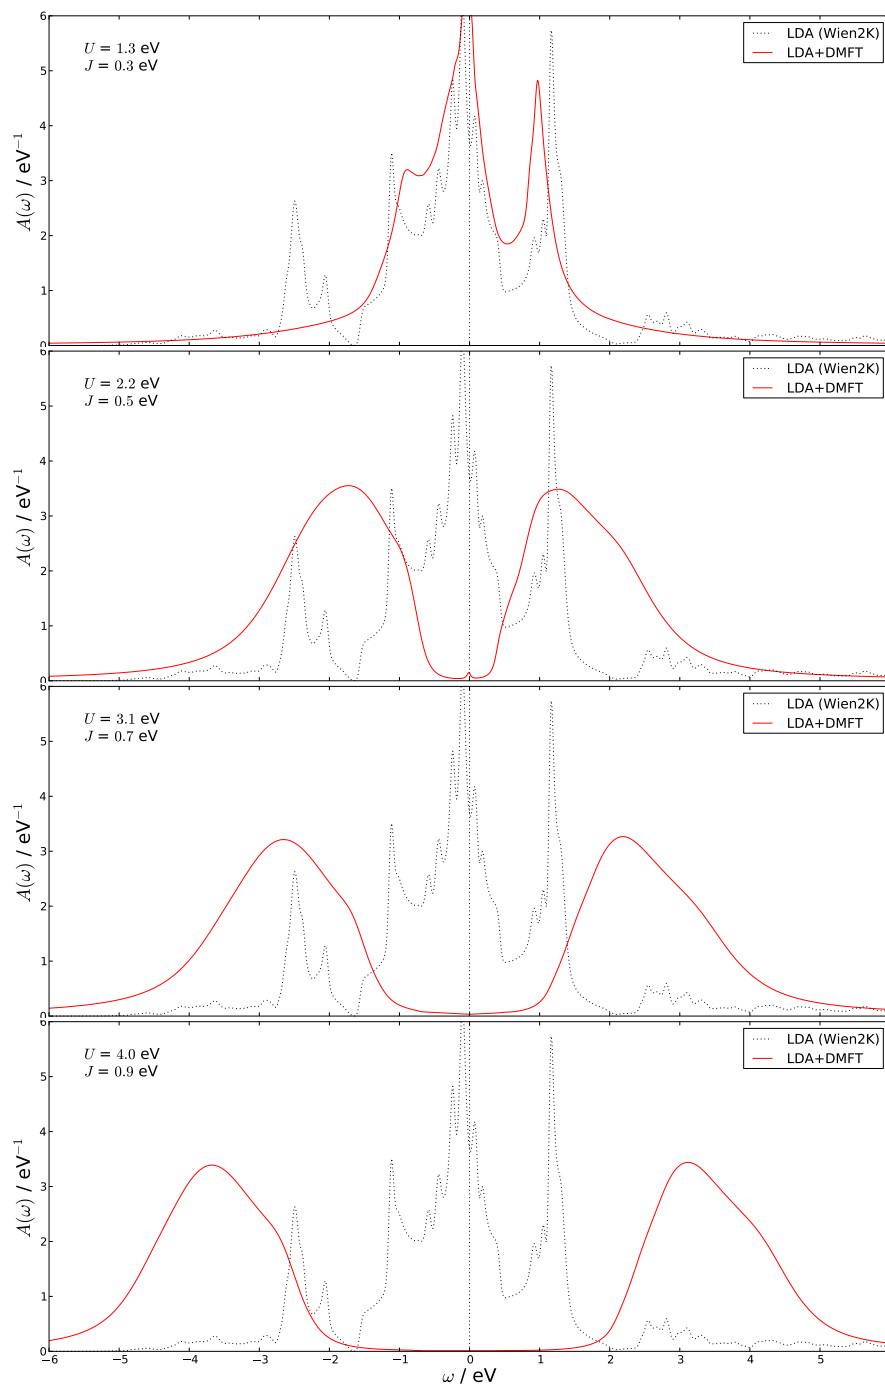 6
5
4
3
2
1
0
A(ω) / eV⁻¹
U = 1.3 eV
J = 0.3 eV
LDA (Wien2K)
LDA+DMFT
6
5
4
3
2
1
0
A(ω) / eV⁻¹
U = 2.2 eV
J = 0.5 eV
LDA (Wien2K)
LDA+DMFT
6
5
4
3
2
1
0
A(ω) / eV⁻¹
U = 3.1 eV
J = 0.7 eV
LDA (Wien2K)
LDA+DMFT
6
5
4
3
2
1
0
A(ω) / eV⁻¹
U = 4.0 eV
J = 0.9 eV
LDA (Wien2K)
LDA+DMFT
−6 −5 −4 −3 −2 −1 0 1 2 3 4 5
ω / eV